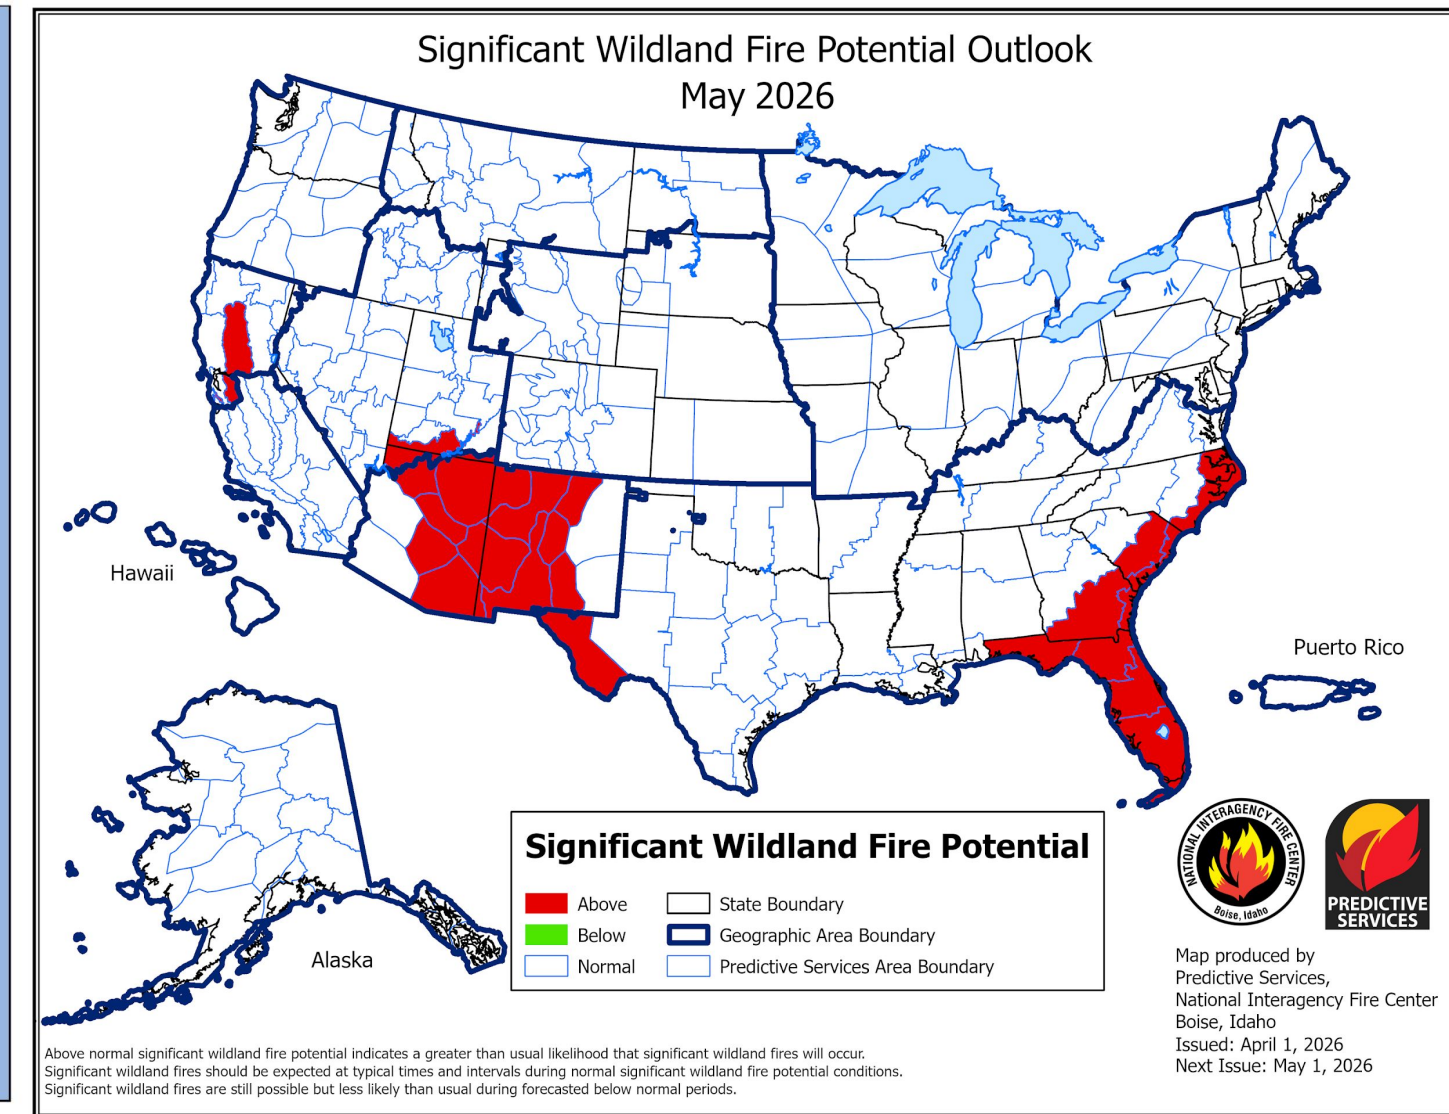 Significant Wildland Fire Potential Outlook
May 2026
Hawaii
Puerto Rico
Alaska
Significant Wildland Fire Potential
Above
State Boundary
Below
Geographic Area Boundary
Normal
Predictive Services Area Boundary
NATIONAL INTERAGENCY FIRE CENTER
Boise, Idaho
PREDICTIVE
SERVICES
Map produced by
Predictive Services,
National Interagency Fire Center
Boise, Idaho
Issued: April 1, 2026
Next Issue: May 1, 2026
Above normal significant wildland fire potential indicates a greater than usual likelihood that significant wildland fires will occur.
Significant wildland fires should be expected at typical times and intervals during normal significant wildland fire potential conditions.
Significant wildland fires are still possible but less likely than usual during forecasted below normal periods.